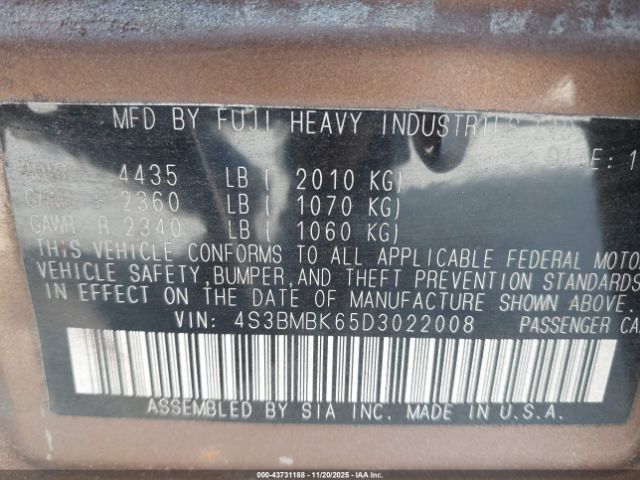 MFD BY FUJI HEAVY INDUSTRIES
4435 LB ( 2010 KG)
2360 LB ( 1070 KG)
GAWR: R 2340 LB ( 1060 KG)
THIS VEHICLE CONFORMS TO ALL APPLICABLE FEDERAL MOTO
VEHICLE SAFETY, BUMPER, AND THEFT PREVENTION STANDARDS
IN EFFECT ON THE DATE OF MANUFACTURE SHOWN ABOVE.
VIN: 4S3BMBK65D3022008 PASSENGER CA
ASSEMBLED BY SIA INC. MADE IN U.S.A.
000-43731188 - 11/20/2025 - IAA Inc.